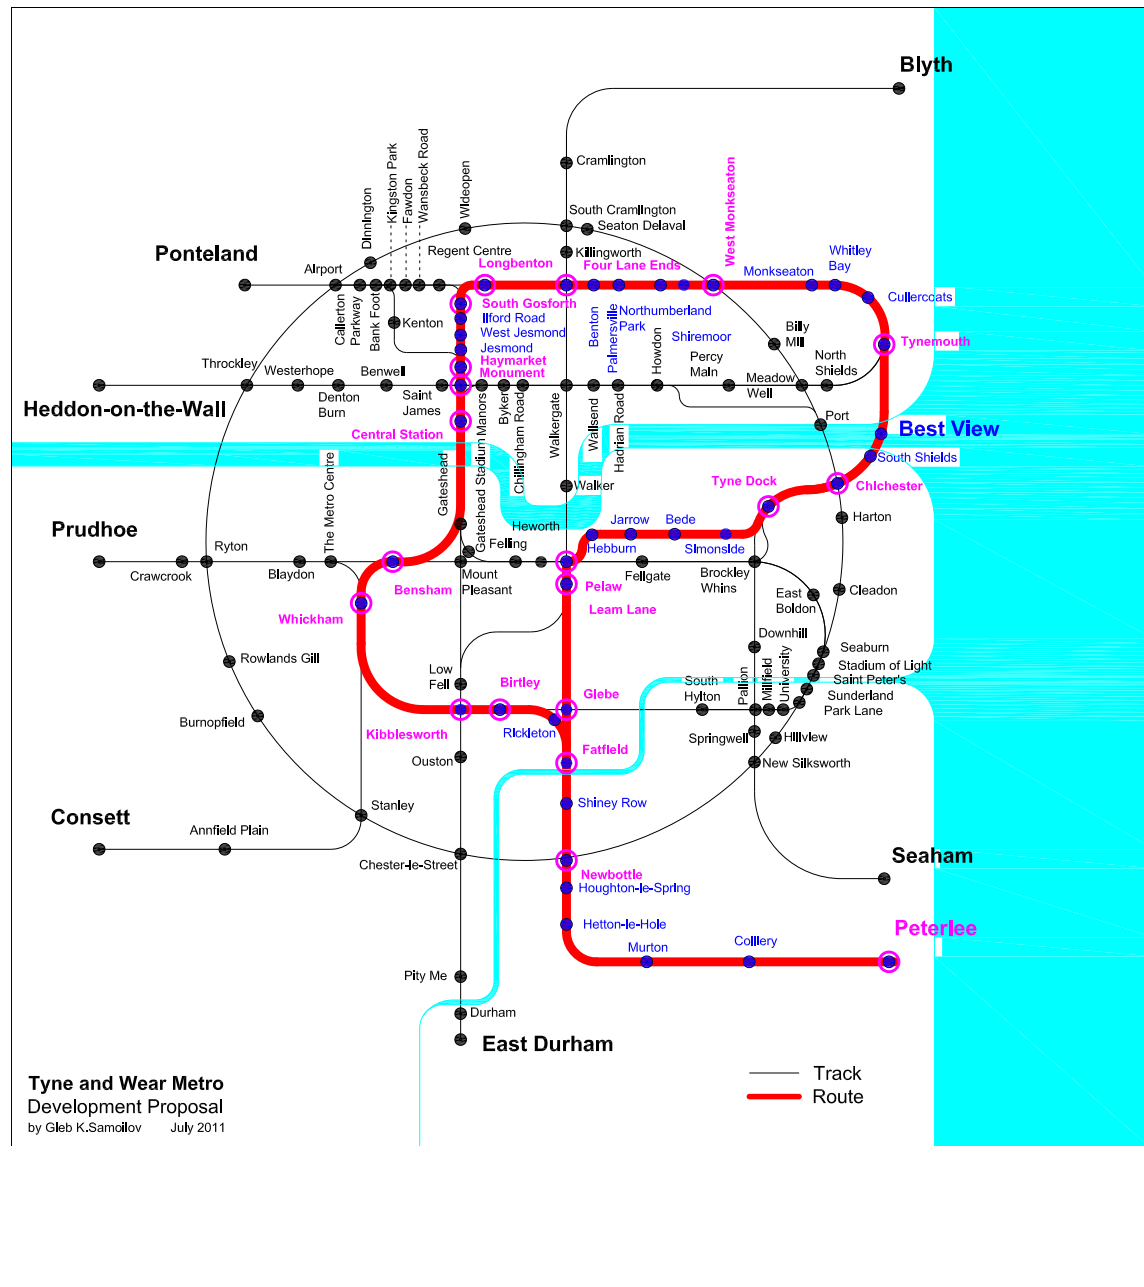 Blyth
Cramlington
Kingston Park
Fawdon
Wansbeck Road
Dinnington
Wideopen
South Cramlington
Seaton Delaval
West Monkseaton
Ponteland
Regent Centre
Killingworth
Whitley
Bay
Airport
Longbenton
Four Lane Ends
Monkseaton
Cullercoats
South Gosforth
Callerton
Parkway
Bank Foot
Kenton
Ilford Road
West Jesmond
Jesmond
Benton
Palmersville
Northumberland
Park
Shiremoor
Billy
Mill
Tynemouth
Throckley
Westerhope
Benwell
Haymarket
Monument
Howdon
Percy
Main
Meadow
Well
North
Shields
Heddon-on-the-Wall
Denton
Burn
Saint
James
Manors
Byker
Chillingham Road
Walkergate
Wallsend
Hadrian Road
Port
Central Station
Best View
South Shields
The Metro Centre
Gateshead
Gateshead Stadium
Walker
Tyne Dock
Chichester
Prudhoe
Heworth
Jarrow
Bede
Harton
Ryton
Felling
Hebburn
Simonside
Crawcrook
Blaydon
Bensham
Mount
Pleasant
Pelaw
Fellgate
Brockley
Whins
East
Boldon
Cleadon
Whickham
Leam Lane
Downhill
Seaburn
Rowlands Gill
Low
Fell
Stadium of Light
Saint Peter's
Sunderland
Park Lane
Birtley
Glebe
South
Hylton
Pallion
Millfield
University
Burnopfield
Kibblesworth
Rickleton
Springwell
Hillview
Ouston
Fatfield
New Silksworth
Shiney Row
Stanley
Consett
Annfield Plain
Chester-le-Street
Newbottle
Seaham
Houghton-le-Spring
Hetton-le-Hole
Peterlee
Murton
Colliery
Pity Me
Durham
East Durham
Tyne and Wear Metro
Development Proposal
by Gleb K.Samoilov July 2011
Track
Route